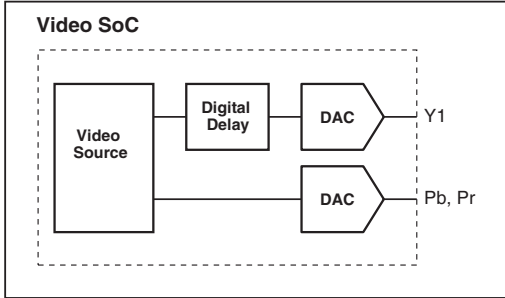 Video SoC
Video
Source
Digital
Delay
DAC
Y1
DAC
Pb, Pr